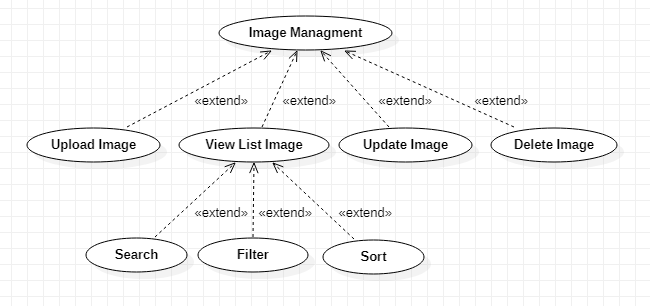 Image Managment
«extend»
«extend»
«extend»
«extend»
Upload Image
View List Image
Update Image
Delete Image
«extend»
«extend»
«extend»
Search
Filter
Sort